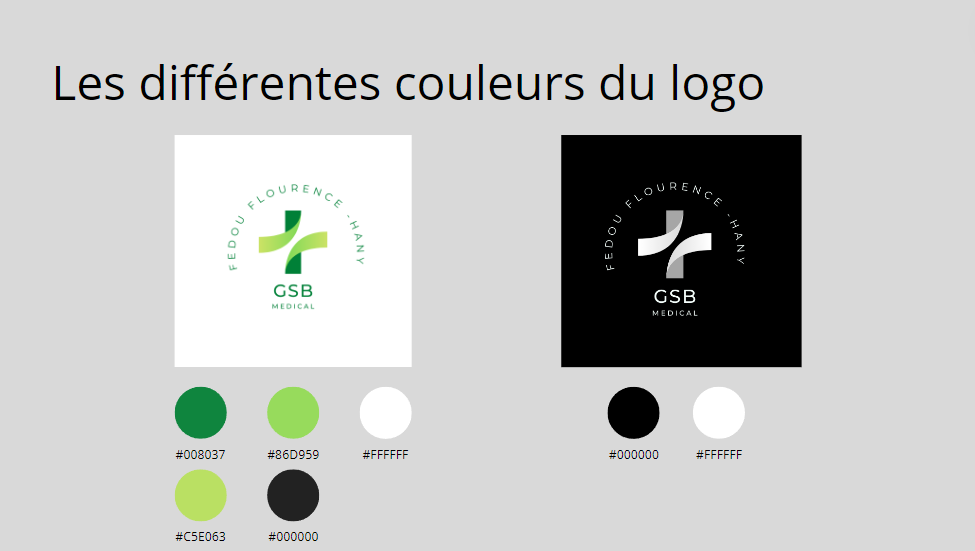 Les différentes couleurs du logo
FEDOU FLOURENCE -HANY
GSB
MEDICAL
FEDOU FLOURENCE -HANY
GSB
MEDICAL
#008037 #86D959 #FFFFFF
#000000 #FFFFFF
#C5E063 #000000